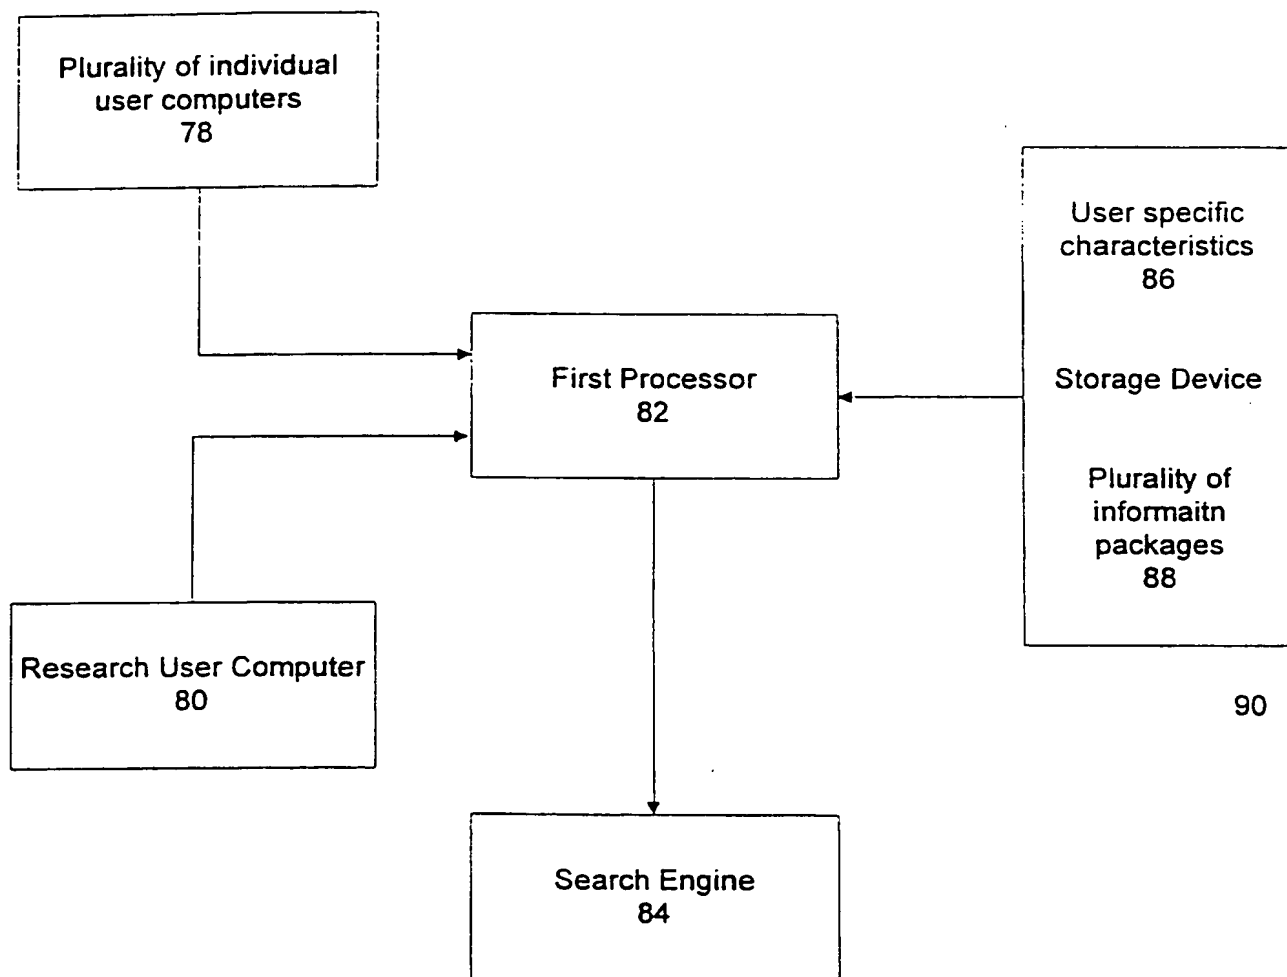 Plurality of individual
user computers
78
User specific
characteristics
86
First Processor
82
Storage Device
Plurality of
informaitn
packages
88
Research User Computer
80
90
Search Engine
84